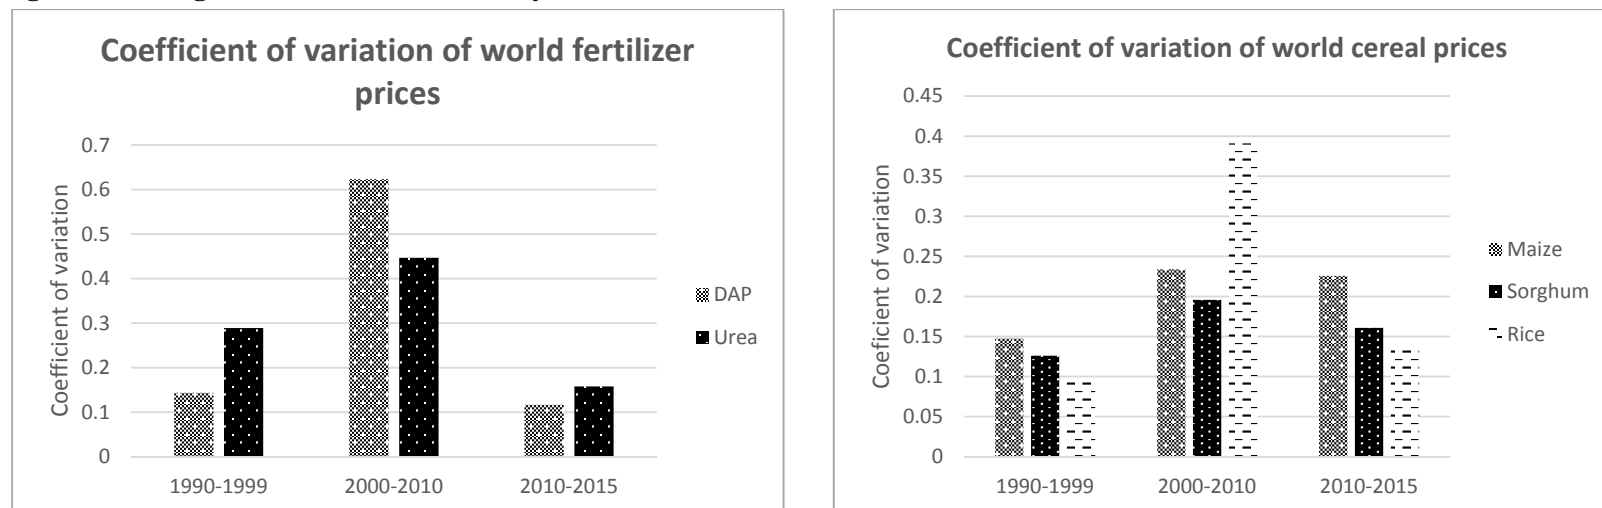 Coefficient of variation of world fertilizer
prices
0.7
0.6
0.5
0.4
0.3
0.2
0.1
0
Coefficient of variation
1990-1999 2000-2010 2010-2015
DAP
Urea
Coefficient of variation of world cereal prices
0.45
0.4
0.35
0.3
0.25
0.2
0.15
0.1
0.05
0
Coeficient of variation
1990-1999 2000-2010 2010-2015
Maize
Sorghum
Rice